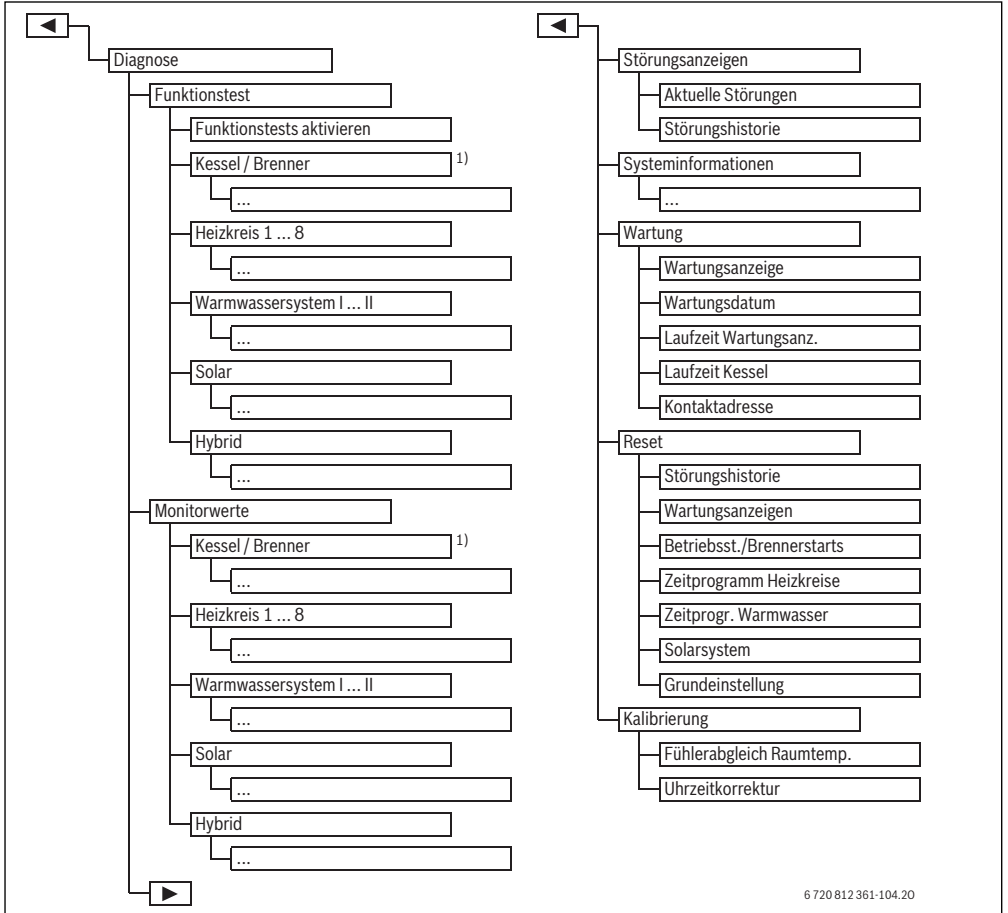 Diagnose
Funktionstest
Funktionstests aktivieren
Kessel / Brenner 1)
...
Heizkreis 1 ... 8
...
Warmwassersystem I ... II
...
Solar
...
Hybrid
...
Monitorwerte
Kessel / Brenner 1)
...
Heizkreis 1 ... 8
...
Warmwassersystem I ... II
...
Solar
...
Hybrid
...
Störungsanzeigen
Aktuelle Störungen
Störungshistorie
Systeminformationen
...
Wartung
Wartungsanzeige
Wartungsdatum
Laufzeit Wartungsanz.
Laufzeit Kessel
Kontaktadresse
Reset
Störungshistorie
Wartungsanzeigen
Betriebsst./Brennerstarts
Zeitprogramm Heizkreise
Zeitprogr. Warmwasser
Solarsystem
Grundeinstellung
Kalibrierung
Fühlerabgleich Raumtemp.
Uhrzeitkorrektur
6 720 812 361-104.2O